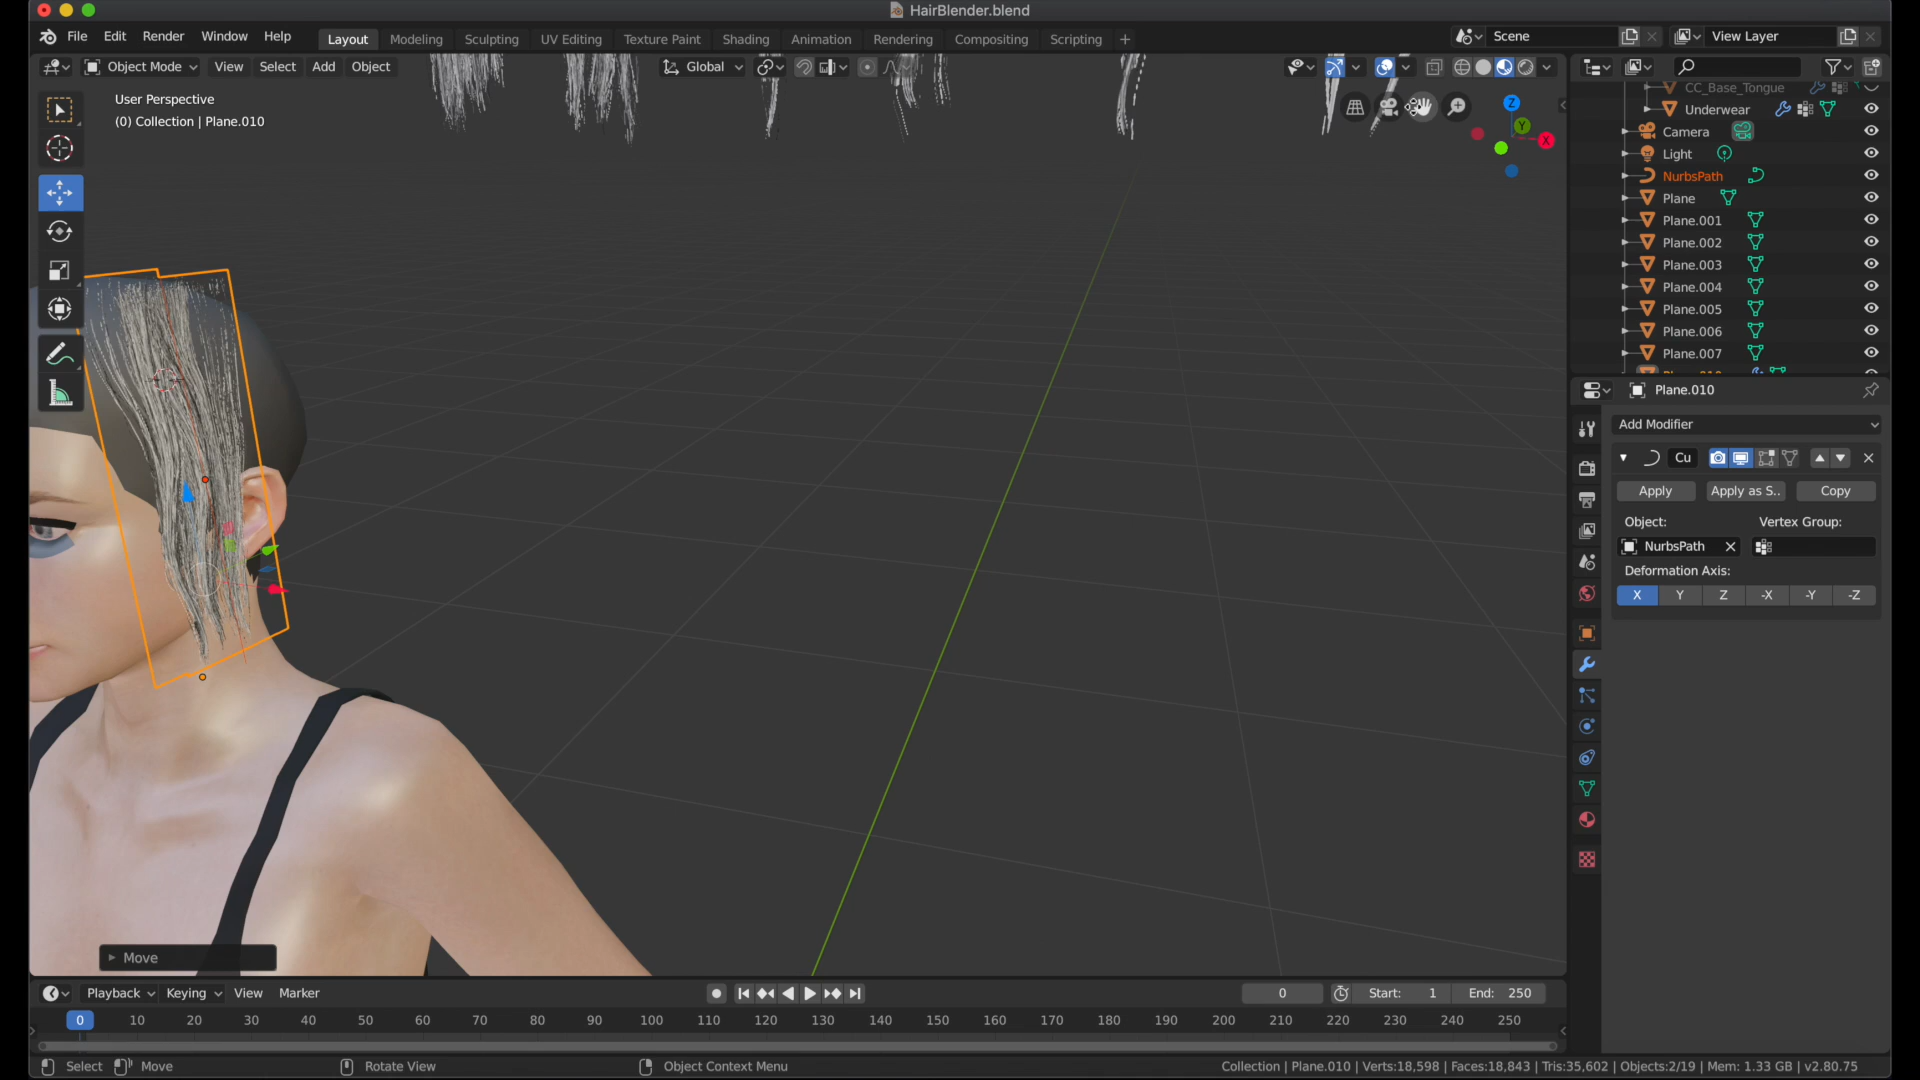 HairBlender.blend
File Edit Render Window Help
Layout Modeling Sculpting UV Editing Texture Paint Shading Animation Rendering Compositing Scripting +
Scene
View Layer
Object Mode View Select Add Object
Global
User Perspective
(0) Collection | Plane.010
Z
Y
X
CC_Base_Tongue
Underwear
Camera
Light
NurbsPath
Plane
Plane.001
Plane.002
Plane.003
Plane.004
Plane.005
Plane.006
Plane.007
Plane.010
Add Modifier
Cu
Apply Apply as S.. Copy
Object: Vertex Group:
NurbsPath
Deformation Axis:
X Y Z -X -Y -Z
Move
Playback Keying View Marker
0 Start: 1 End: 250
0 10 20 30 40 50 60 70 80 90 100 110 120 130 140 150 160 170 180 190 200 210 220 230 240 250
Select Move Rotate View Object Context Menu
Collection | Plane.010 | Verts:18,598 | Faces:18,843 | Tris:35,602 | Objects:2/19 | Mem: 1.33 GB | v2.80.75